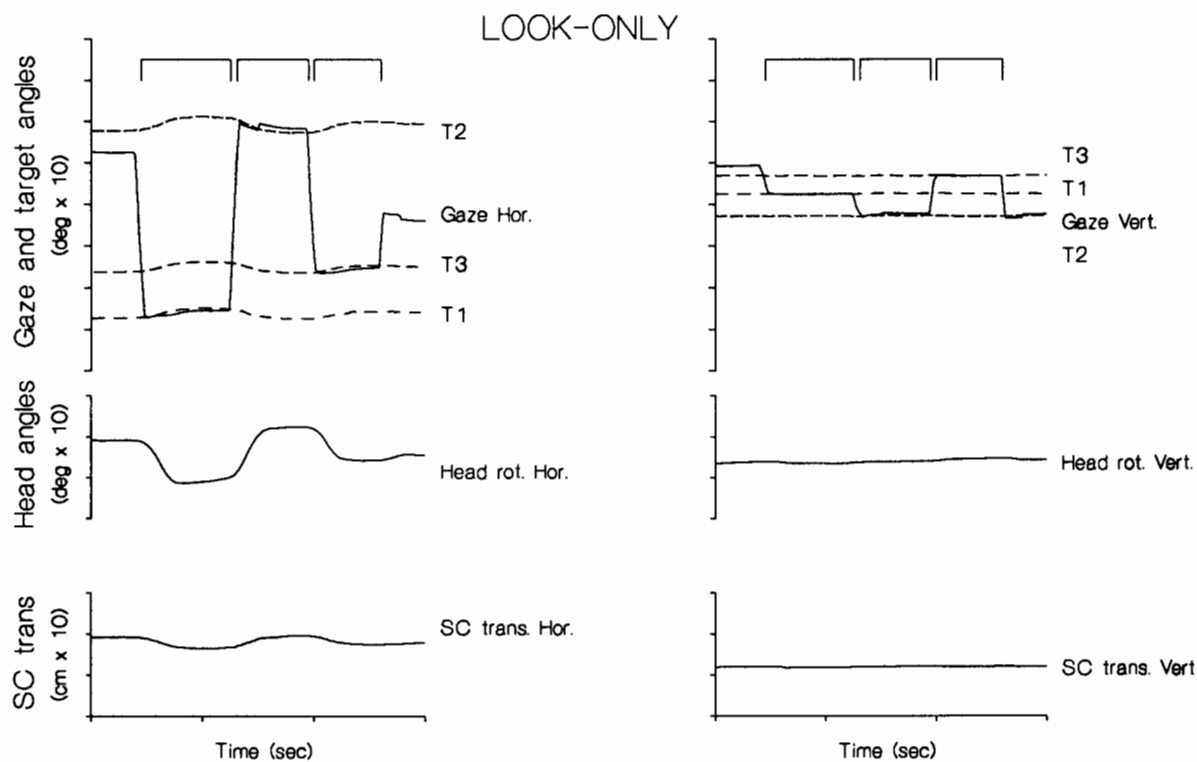 LOOK-ONLY
Gaze and target angles
(deg x 10)
T2
Gaze Hor.
T3
T1
T3
T1
Gaze Vert.
T2
Head angles
(deg x 10)
Head rot. Hor.
Head rot. Vert.
SC trans
(cm x 10)
SC trans. Hor.
SC trans. Vert
Time (sec)
Time (sec)